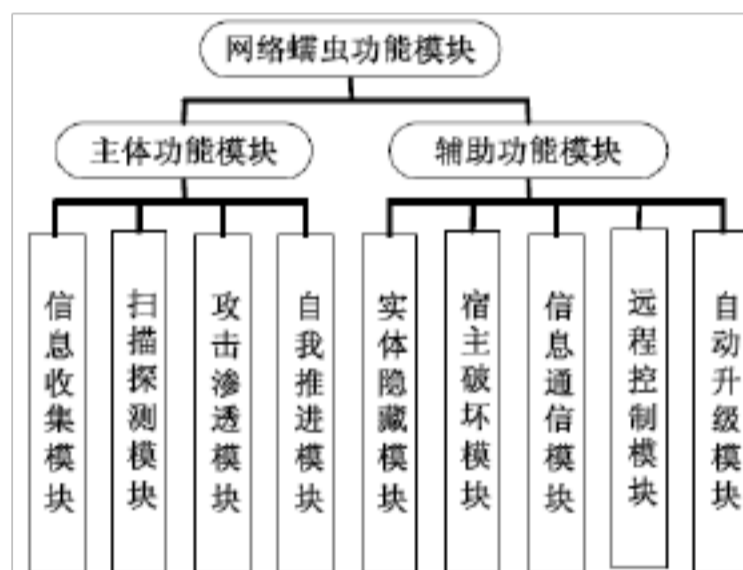 网络蠕虫功能模块
主体功能模块
辅助功能模块
信息收集模块
扫描探测模块
攻击渗透模块
自我推进模块
实体隐藏模块
宿主破坏模块
信息通信模块
远程控制模块
自动升级模块